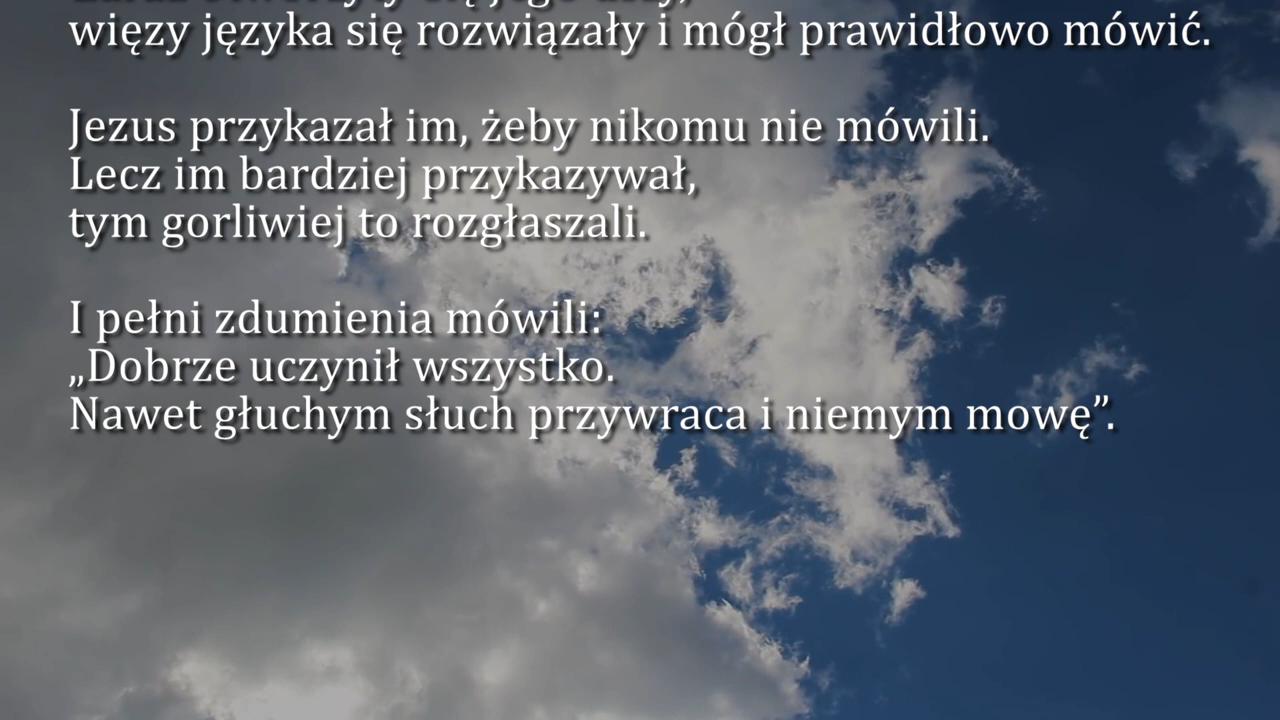 więzy języka się rozwiązały i mógł prawidłowo mówić.
Jezus przykazał im, żeby nikomu nie mówili.
Lecz im bardziej przykazywał,
tym gorliwiej to rozgłaszali.
I pełni zdumienia mówili:
„Dobrze uczynił wszystko.
Nawet głuchym słuch przywraca i niemym mowę”.